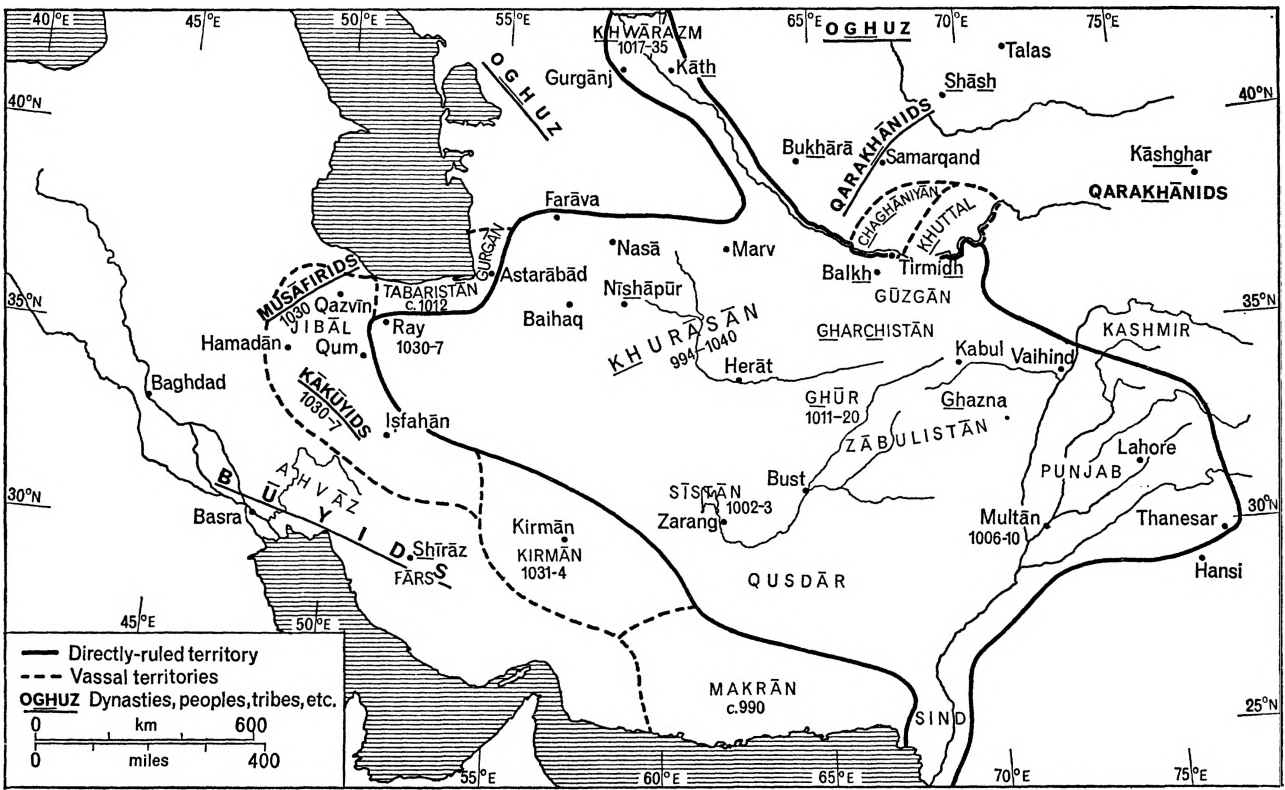 40°E
45°E
50°E
55°E
65°E
70°E
75°E
KHWĀRAZM
1017-35
OGHUZ
Talas
OGHUZ
Gurgānj
Kāth
Shāsh
40°N
40°N
QARAKHĀNIDS
Bukhārā
Samarqand
Kāshghar
QARAKHĀNIDS
CHAGHĀNIYĀN
KHUTTAL
Farāva
GURGĀN
Nasā
Marv
Balkh
Tirmidh
MUSĀFIRIDS
1030
Astarābād
TABARISTĀN
c.1012
Nīshāpūr
GŪZGĀN
35°N
35°N
Qazvīn
JIBĀL
Baihaq
Ray
1030-7
KHURĀSĀN
994-1040
GHARCHISTĀN
KASHMIR
Hamadān
Qum
Herāt
Kabul
Vaihind
Baghdad
KĀKŪYIDS
1030-7
GHŪR
1011-20
Ghazna
Iṣfahān
ZĀBULISTĀN
Lahore
PUNJAB
AHVĀZ
BŪYIDS
Bust
30°N
30°N
SĪSTĀN
1002-3
Basra
Zarang
Multān
1006-10
Thanesar
Kirmān
KIRMĀN
1031-4
Shīrāz
FĀRS
QUSDĀR
Hansi
45°E
50°E
Directly-ruled territory
Vassal territories
OGHUZ Dynasties, peoples, tribes, etc.
0 km 600
0 miles 400
MAKRĀN
c.990
SIND
25°N
55°E
60°E
65°E
70°E
75°E